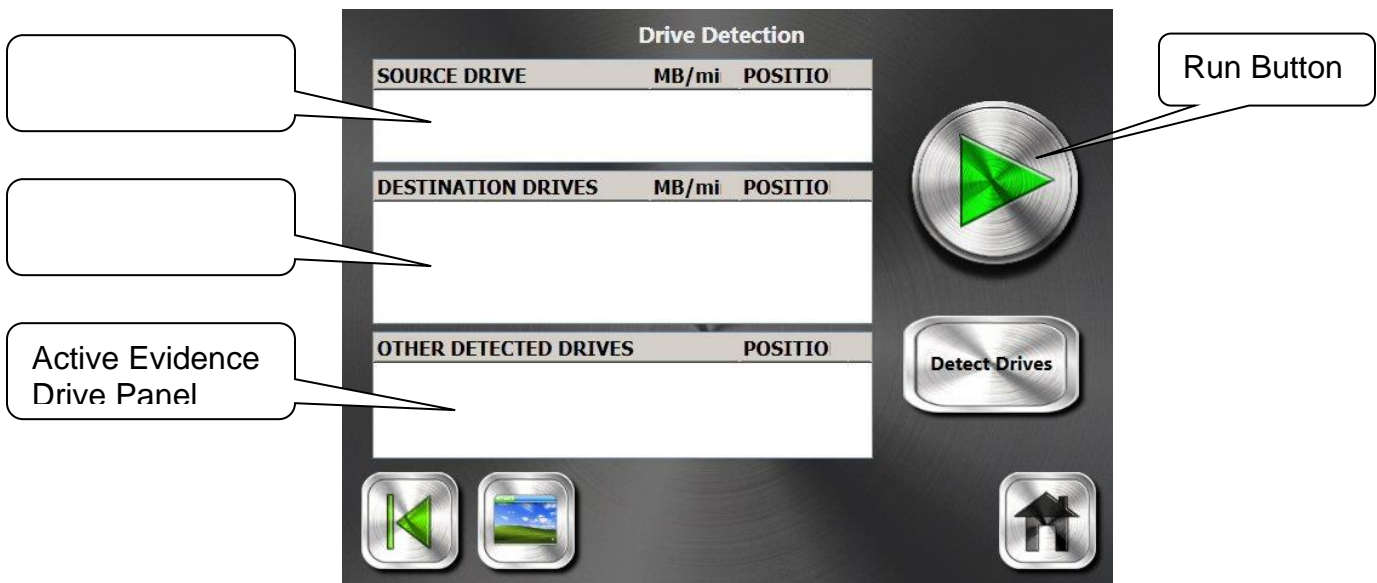 Drive Detection
SOURCE DRIVE MB/mi POSITIO
Run Button
DESTINATION DRIVES MB/mi POSITIO
OTHER DETECTED DRIVES POSITIO
Active Evidence
Drive Panel
Detect Drives